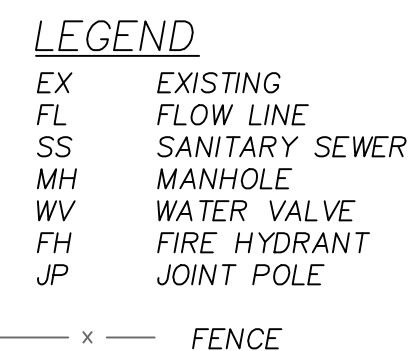 LEGEND
EX EXISTING
FL FLOW LINE
SS SANITARY SEWER
MH MANHOLE
WV WATER VALVE
FH FIRE HYDRANT
JP JOINT POLE
x FENCE